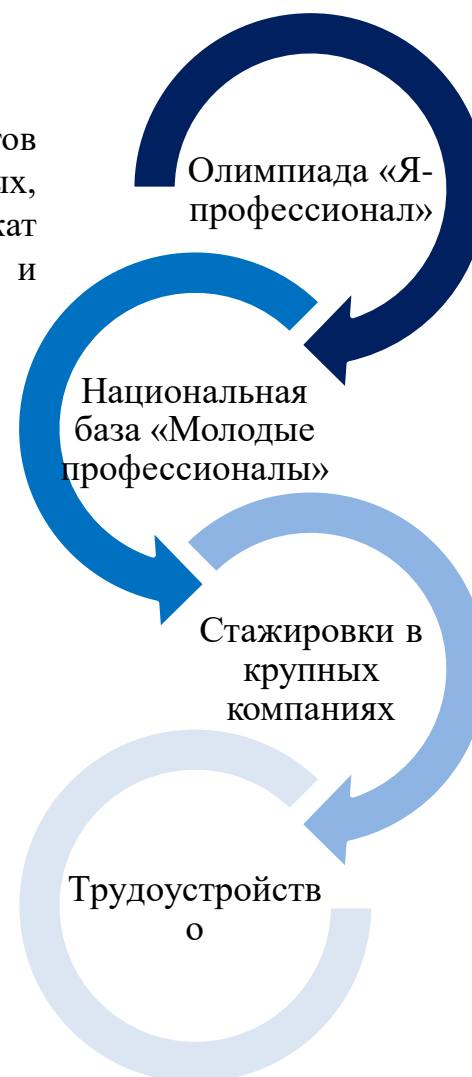 Олимпиада «Я-
профессионал»
и
Национальная
база «Молодые
профессионалы»
Стажировки в
крупных
компаниях
Трудоустройств
о